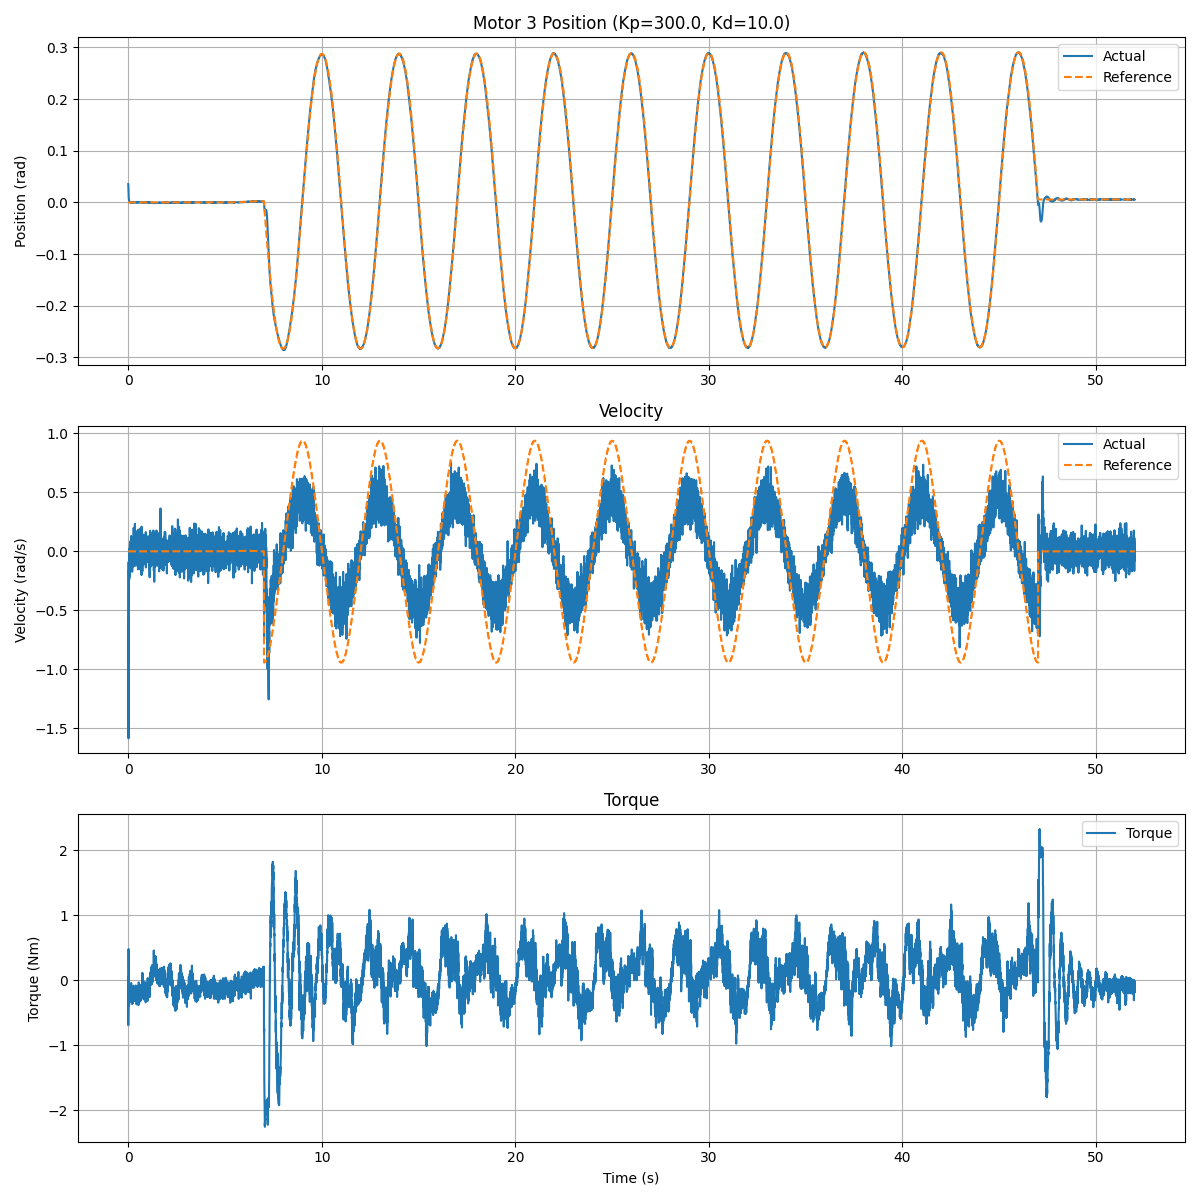 Motor 3 Position (Kp=300.0, Kd=10.0)
Position (rad)
0.3
0.2
0.1
0.0
−0.1
−0.2
−0.3
Actual
Reference
0 10 20 30 40 50
Velocity
Velocity (rad/s)
1.0
0.5
0.0
−0.5
−1.0
−1.5
Actual
Reference
0 10 20 30 40 50
Torque
Torque (Nm)
2
1
0
−1
−2
Torque
0 10 20 30 40 50
Time (s)